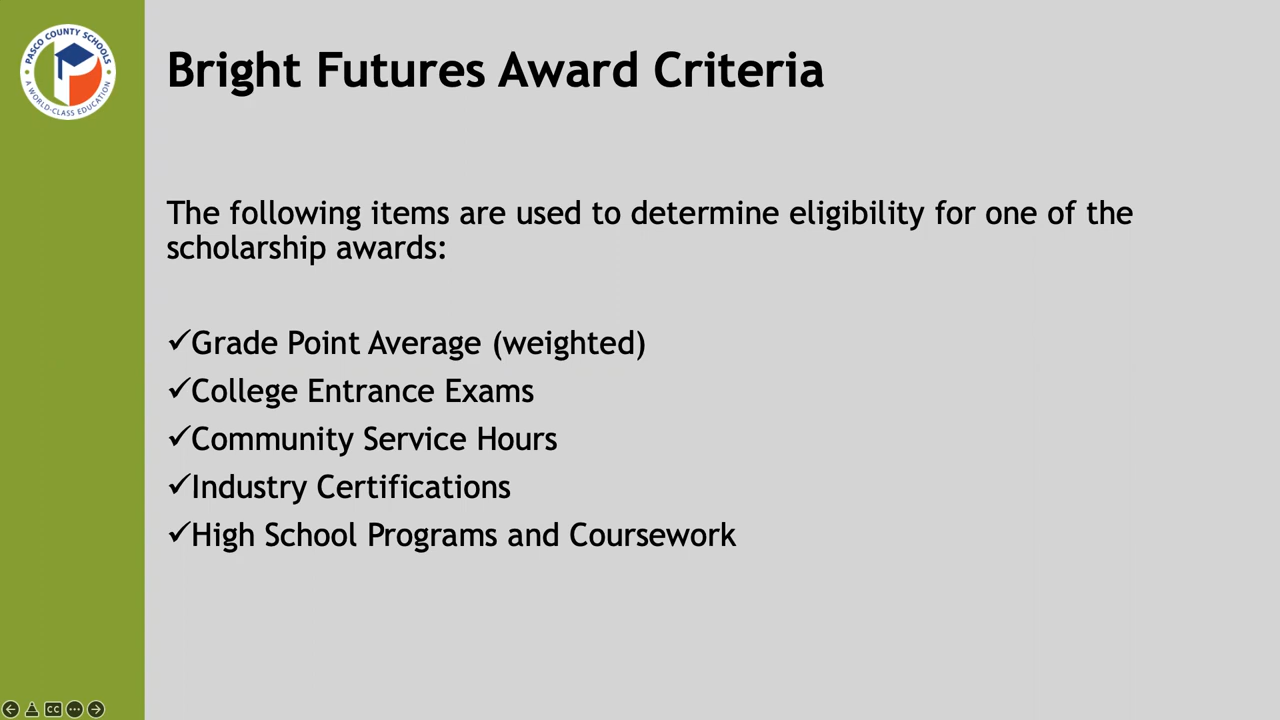 PASCO COUNTY SCHOOLS
A WORLD-CLASS EDUCATION
Bright Futures Award Criteria
The following items are used to determine eligibility for one of the
scholarship awards:
✓Grade Point Average (weighted)
✓College Entrance Exams
✓Community Service Hours
✓Industry Certifications
✓High School Programs and Coursework
CC